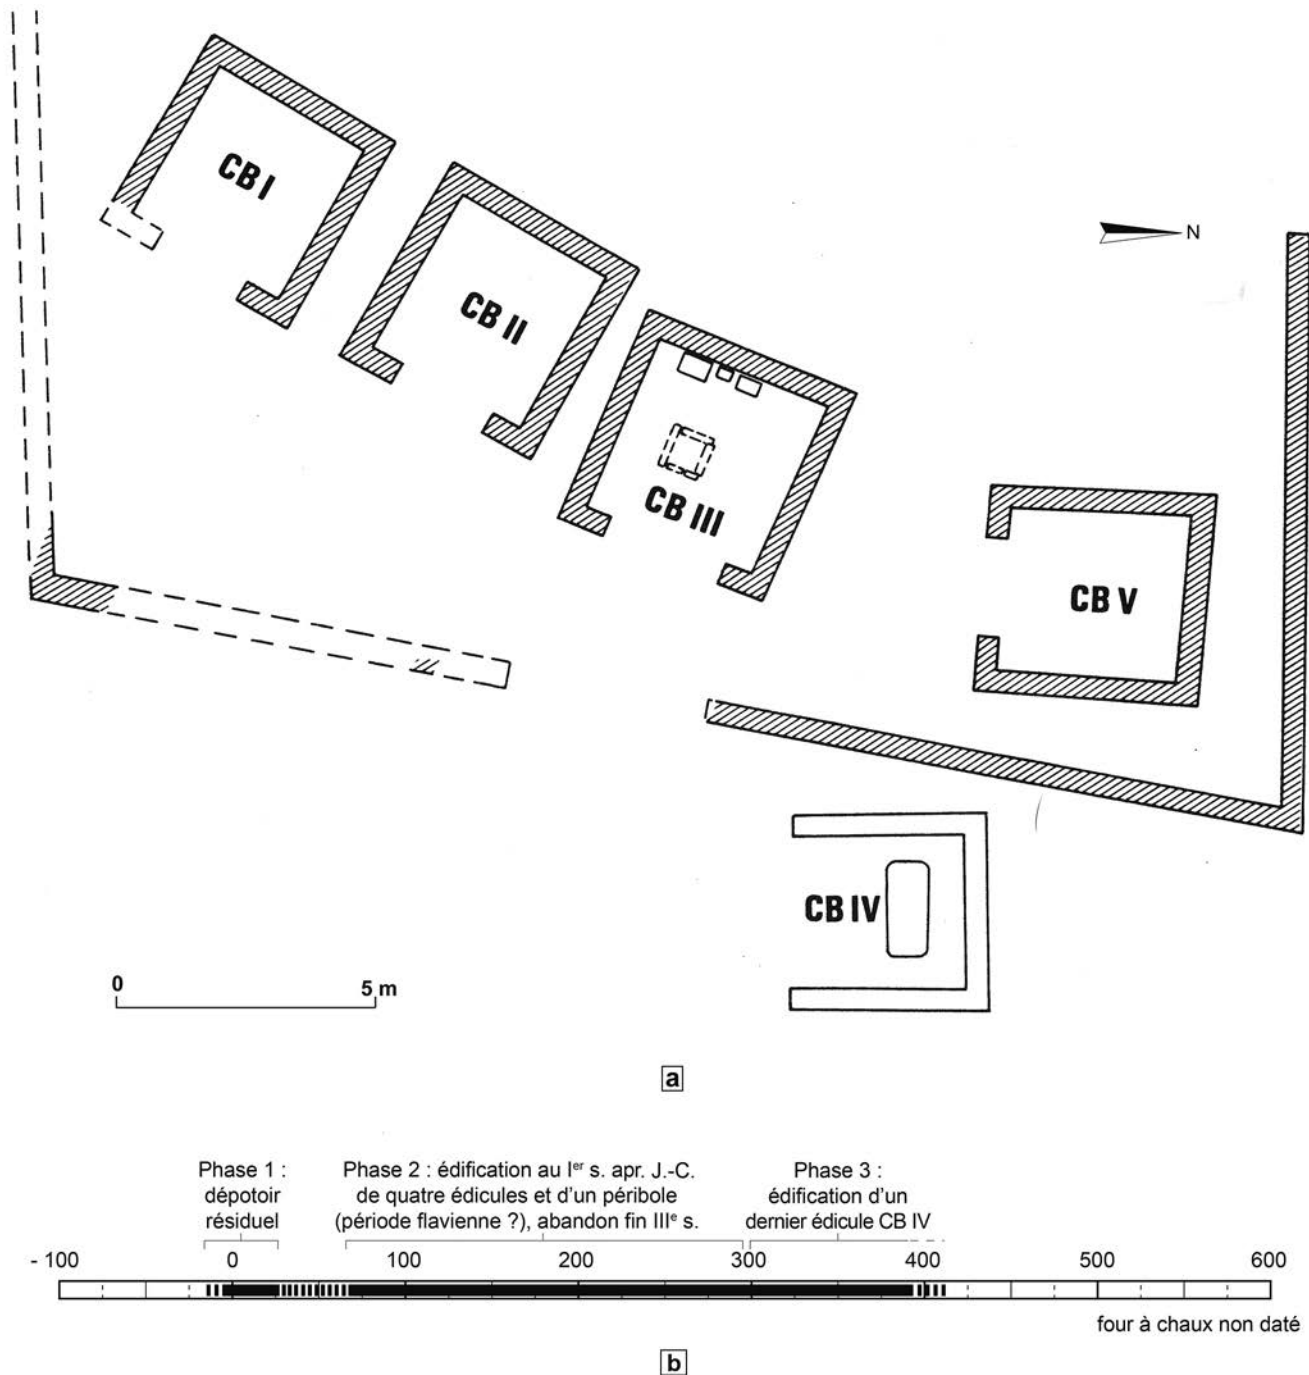 CB I
CB II
N
CB III
CB V
CB IV
0 5 m
a
Phase 1 :
dépotoir
résiduel
Phase 2 : édification au Ier s. apr. J.-C.
de quatre édicules et d'un péribole
(période flavienne ?), abandon fin IIIe s.
Phase 3 :
édification d'un
dernier édicule CB IV
- 100 0 100 200 300 400 500 600
four à chaux non daté
b